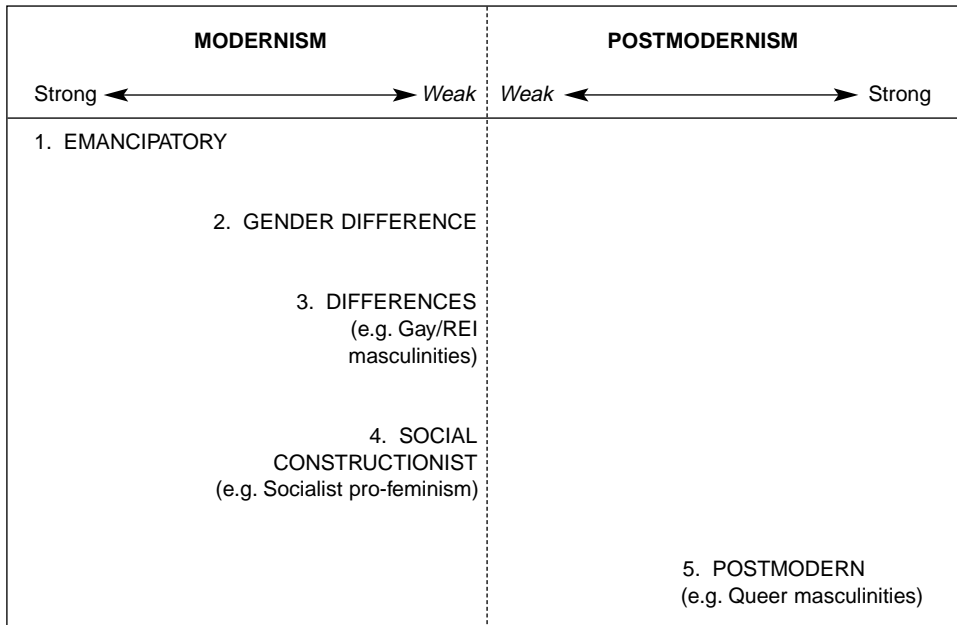 MODERNISM POSTMODERNISM
Strong Weak Weak Strong
1. EMANCIPATORY
2. GENDER DIFFERENCE
3. DIFFERENCES
(e.g. Gay/REI
masculinities)
4. SOCIAL
CONSTRUCTIONIST
(e.g. Socialist pro-feminism)
5. POSTMODERN
(e.g. Queer masculinities)